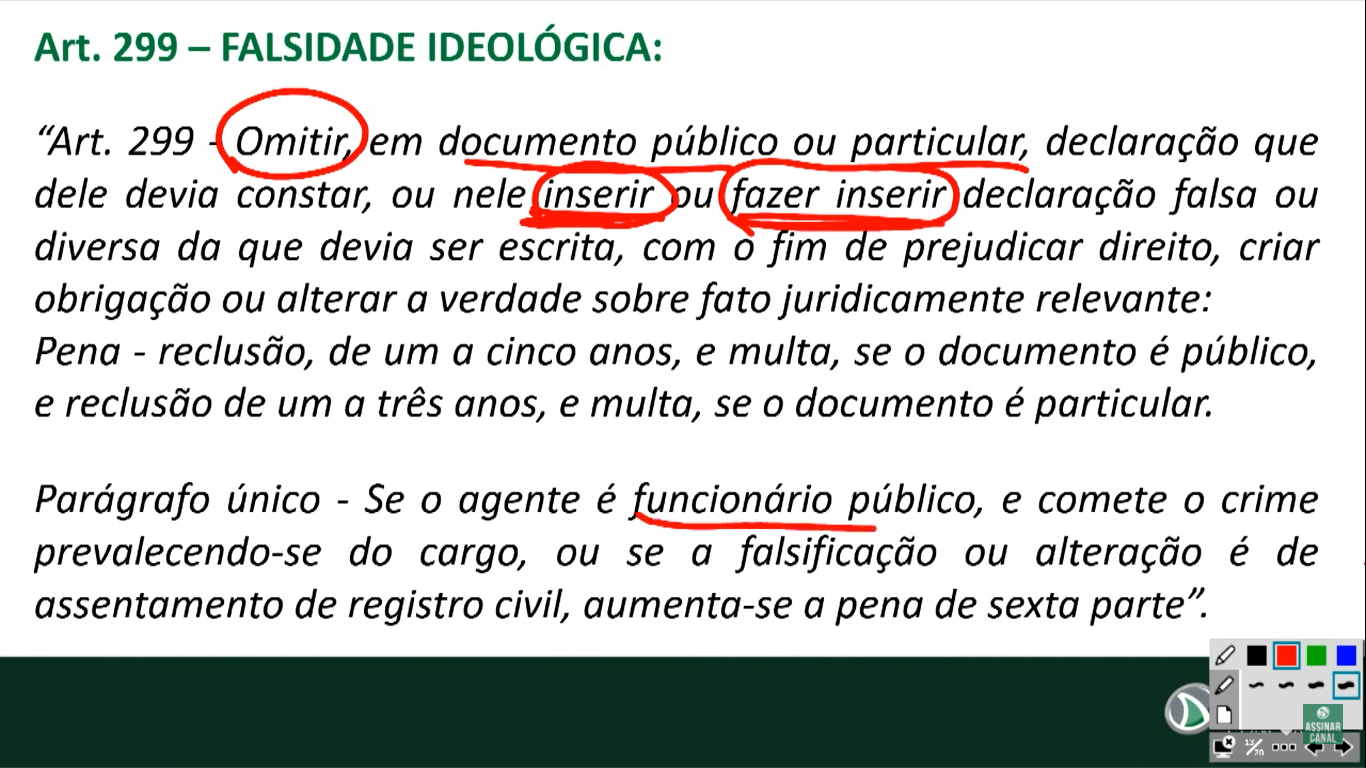 Art. 299 – FALSIDADE IDEOLÓGICA:
“Art. 299 - Omitir, em documento público ou particular, declaração que
dele devia constar, ou nele inserir ou fazer inserir declaração falsa ou
diversa da que devia ser escrita, com o fim de prejudicar direito, criar
obrigação ou alterar a verdade sobre fato juridicamente relevante:
Pena - reclusão, de um a cinco anos, e multa, se o documento é público,
e reclusão de um a três anos, e multa, se o documento é particular.
Parágrafo único - Se o agente é funcionário público, e comete o crime
prevalecendo-se do cargo, ou se a falsificação ou alteração é de
assentamento de registro civil, aumenta-se a pena de sexta parte”.
ASSINAR
CANAL